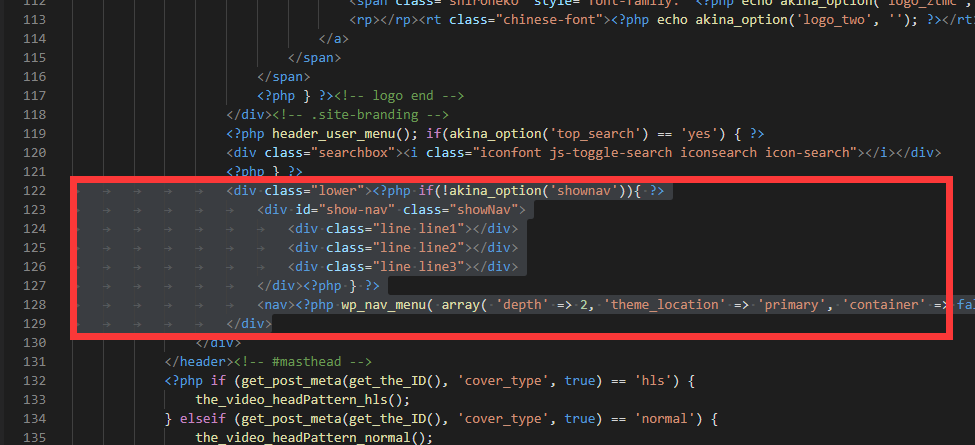 112 <span class="shironeko" style="font-family: '<?php echo akina_option('logo_ztmc',
113 <rp></rp><rt class="chinese-font"><?php echo akina_option('logo_two', ''); ?></rt
114 </a>
115 </span>
116 </span>
117 <?php } ?><!-- logo end -->
118 </div><!-- .site-branding -->
119 <?php header_user_menu(); if(akina_option('top_search') == 'yes') { ?>
120 <div class="searchbox"><i class="iconfont js-toggle-search iconsearch icon-search"></i></div>
121 <?php } ?>
122 <div class="lower"><?php if(!akina_option('shownav')){ ?>
123 <div id="show-nav" class="showNav">
124 <div class="line line1"></div>
125 <div class="line line2"></div>
126 <div class="line line3"></div>
127 </div><?php } ?>
128 <nav><?php wp_nav_menu( array( 'depth' => 2, 'theme_location' => 'primary', 'container' => fal
129 </div>
130 </div>
131 </header><!-- #masthead -->
132 <?php if (get_post_meta(get_the_ID(), 'cover_type', true) == 'hls') {
133 the_video_headPattern_hls();
134 } elseif (get_post_meta(get_the_ID(), 'cover_type', true) == 'normal') {
135 the_video_headPattern_normal();